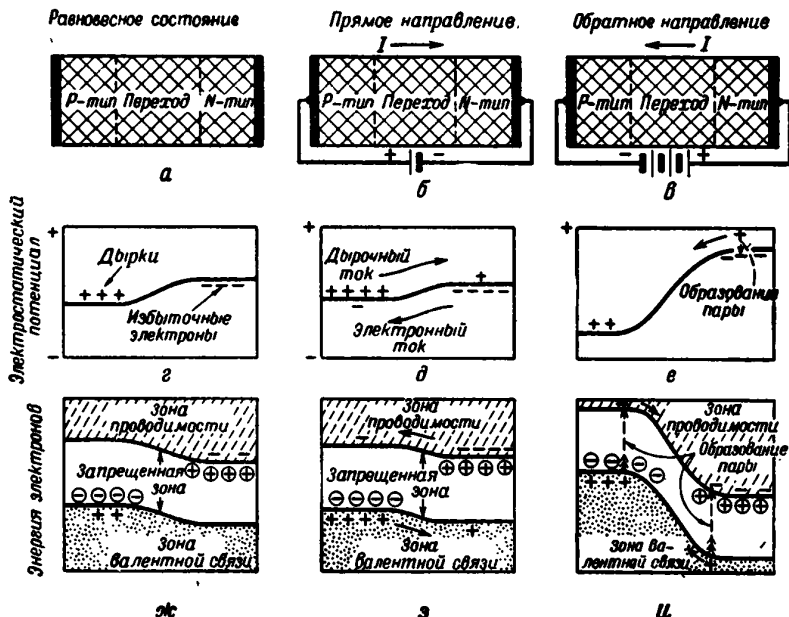 Равновесное состояние
Прямое направление.
Обратное направление
I
I
P-тип Переход N-тип
P-тип Переход N-тип
P-тип Переход N-тип
+ -
- +
а
б
в
Электростатический
потенциал
+
-
Дырки
+ + +
- - -
Избыточные
электроны
+
-
Дырочный
ток
+
+ + + +
- - - -
-
Электронный
ток
+
+
- - -
Образование
пары
+ +
г
д
е
Энергия электронов
Зона
проводимости
- -
Запрещенная
зона
+ + +
- - - -
+ +
Зона
валентной связи
Зона
проводимости
-
- - - -
Запрещенная
зона
+ + + +
- - - -
+ + + +
+
Зона
валентной связи
Зона
проводимости
Образование
пары
- -
-
+ + + +
+
- - - -
+ + +
Зона ва-
лентной связи
ж
з
и